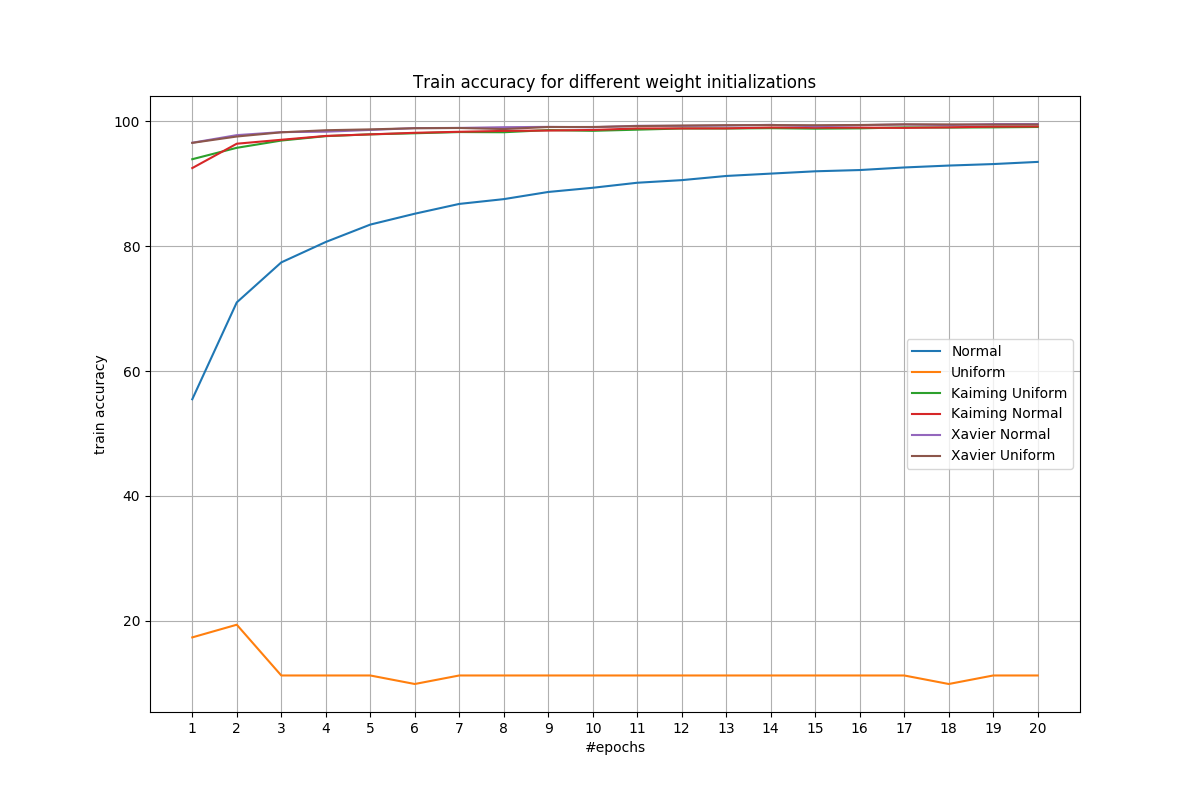 Train accuracy for different weight initializations
100
80
60
40
20
train accuracy
Normal
Uniform
Kaiming Uniform
Kaiming Normal
Xavier Normal
Xavier Uniform
1 2 3 4 5 6 7 8 9 10 11 12 13 14 15 16 17 18 19 20
#epochs